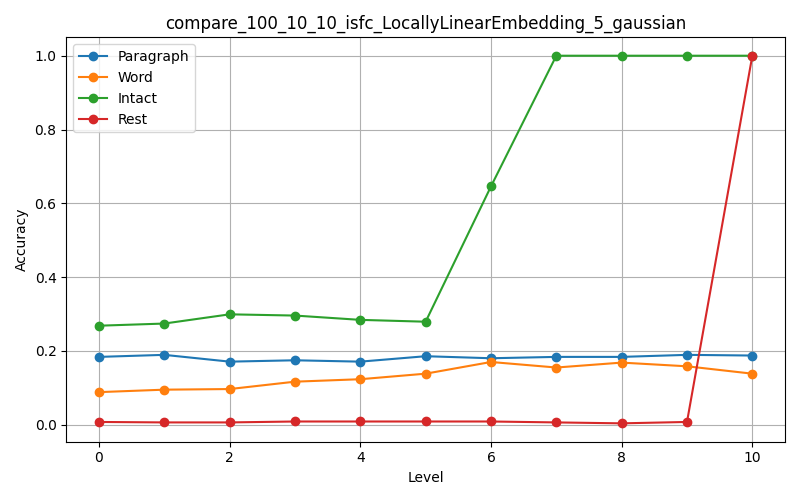 compare_100_10_10_isfc_LocallyLinearEmbedding_5_gaussian
Paragraph
Word
Intact
Rest
1.0
0.8
0.6
0.4
0.2
0.0
Accuracy
0 2 4 6 8 10
Level